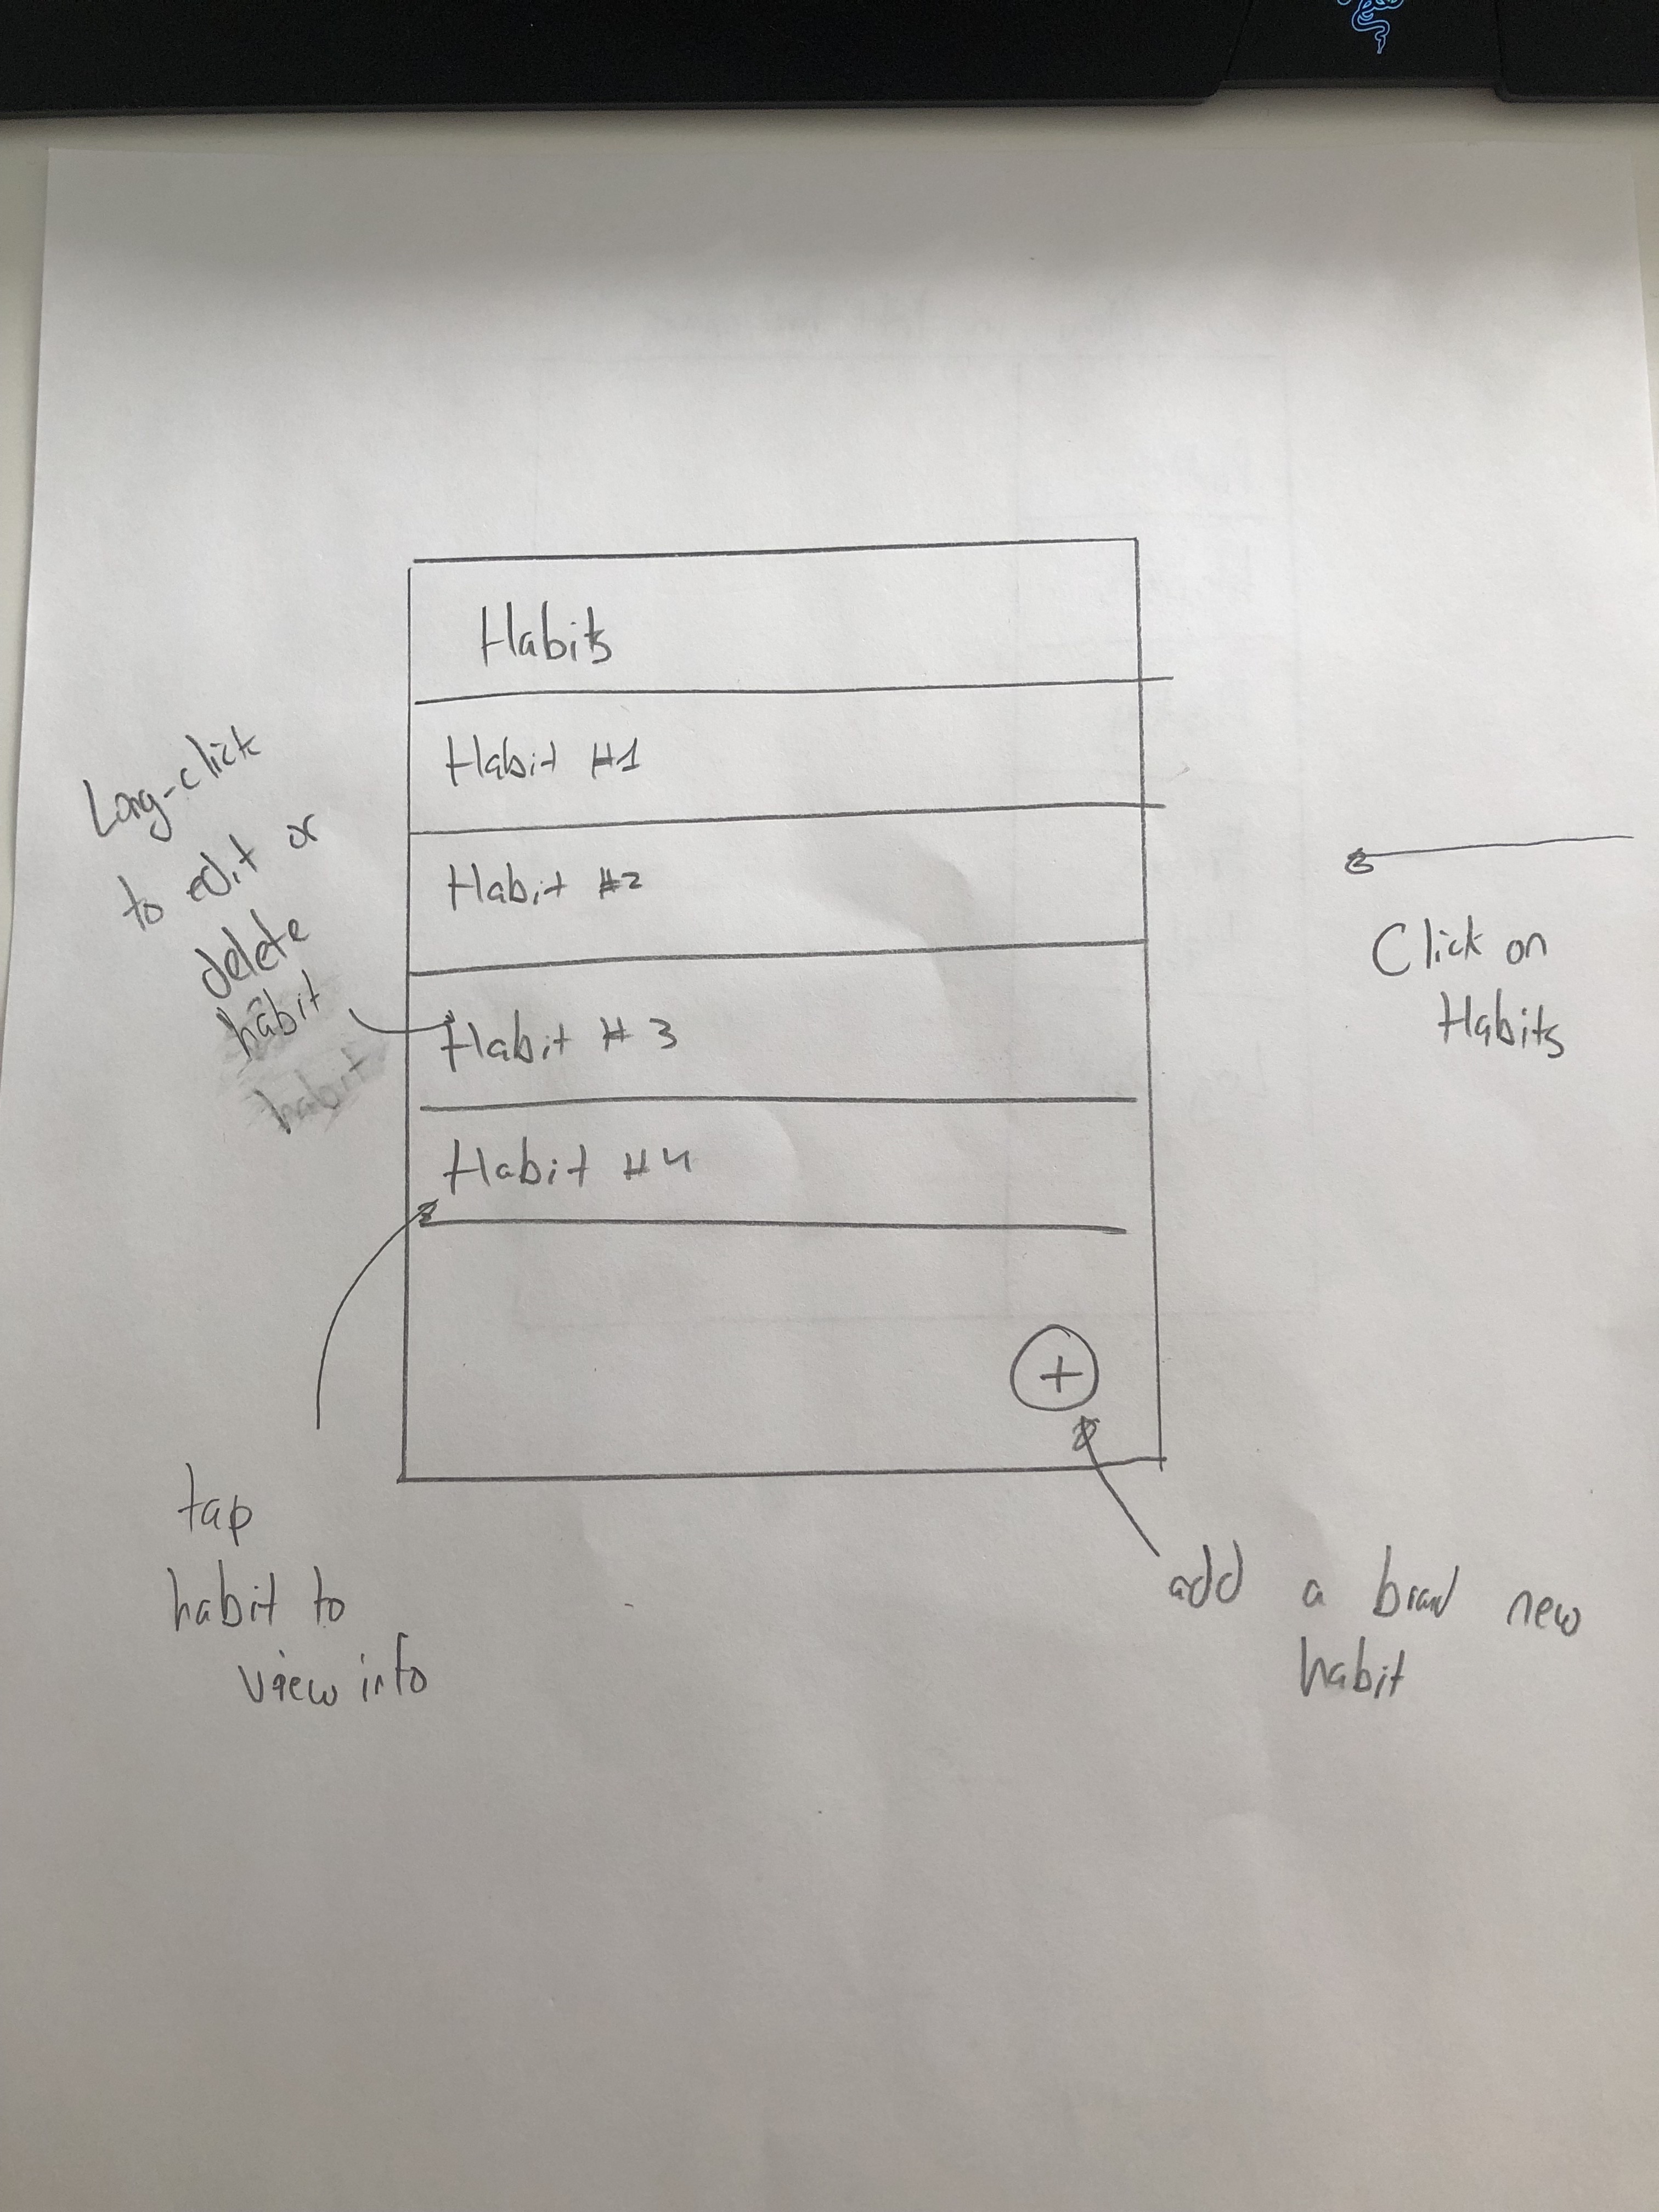 Habits
Habit #1
Habit #2
Habit # 3
Habit #4
+
Long-click
to edit or
delete
habit
habit
Click on
Habits
tap
habit to
view info
add a brand new
habit